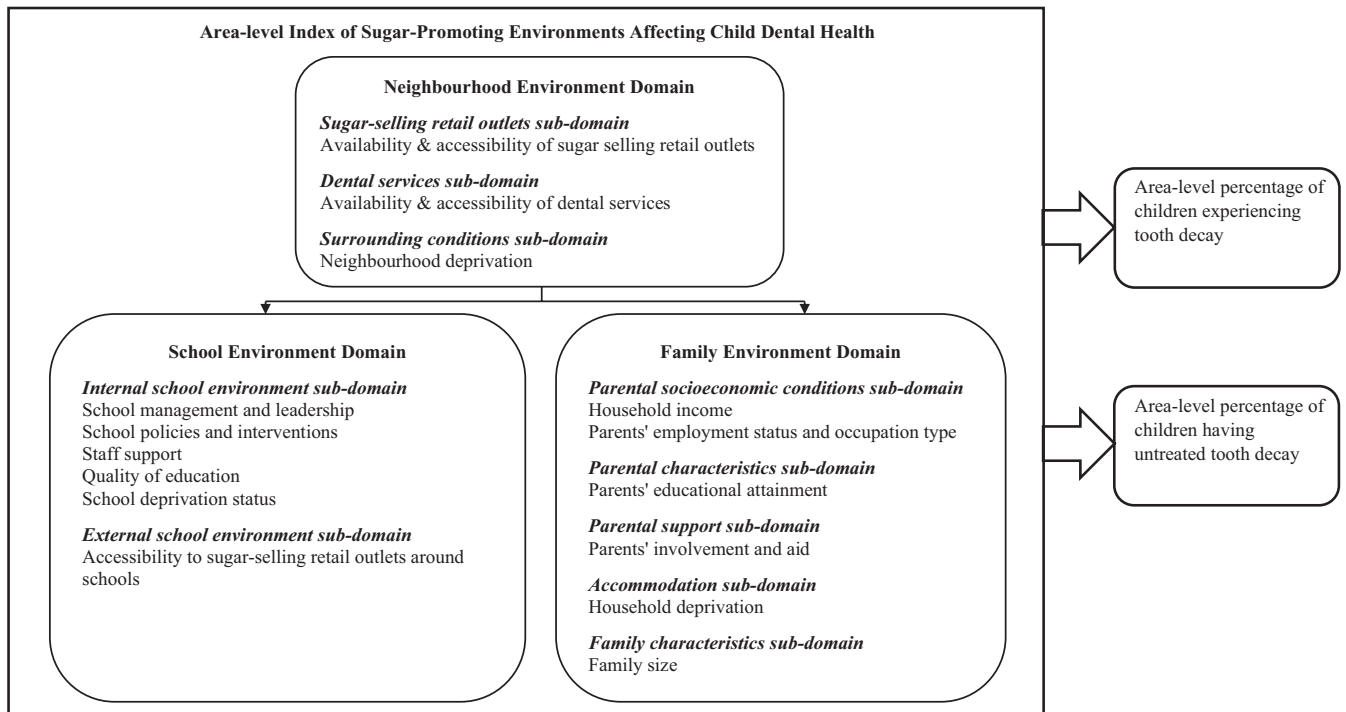 Area-level Index of Sugar-Promoting Environments Affecting Child Dental Health
Neighbourhood Environment Domain
Sugar-selling retail outlets sub-domain
Availability & accessibility of sugar selling retail outlets
Dental services sub-domain
Availability & accessibility of dental services
Surrounding conditions sub-domain
Neighbourhood deprivation
School Environment Domain
Internal school environment sub-domain
School management and leadership
School policies and interventions
Staff support
Quality of education
School deprivation status
External school environment sub-domain
Accessibility to sugar-selling retail outlets around
schools
Family Environment Domain
Parental socioeconomic conditions sub-domain
Household income
Parents' employment status and occupation type
Parental characteristics sub-domain
Parents' educational attainment
Parental support sub-domain
Parents' involvement and aid
Accommodation sub-domain
Household deprivation
Family characteristics sub-domain
Family size
Area-level percentage of
children experiencing
tooth decay
Area-level percentage of
children having
untreated tooth decay